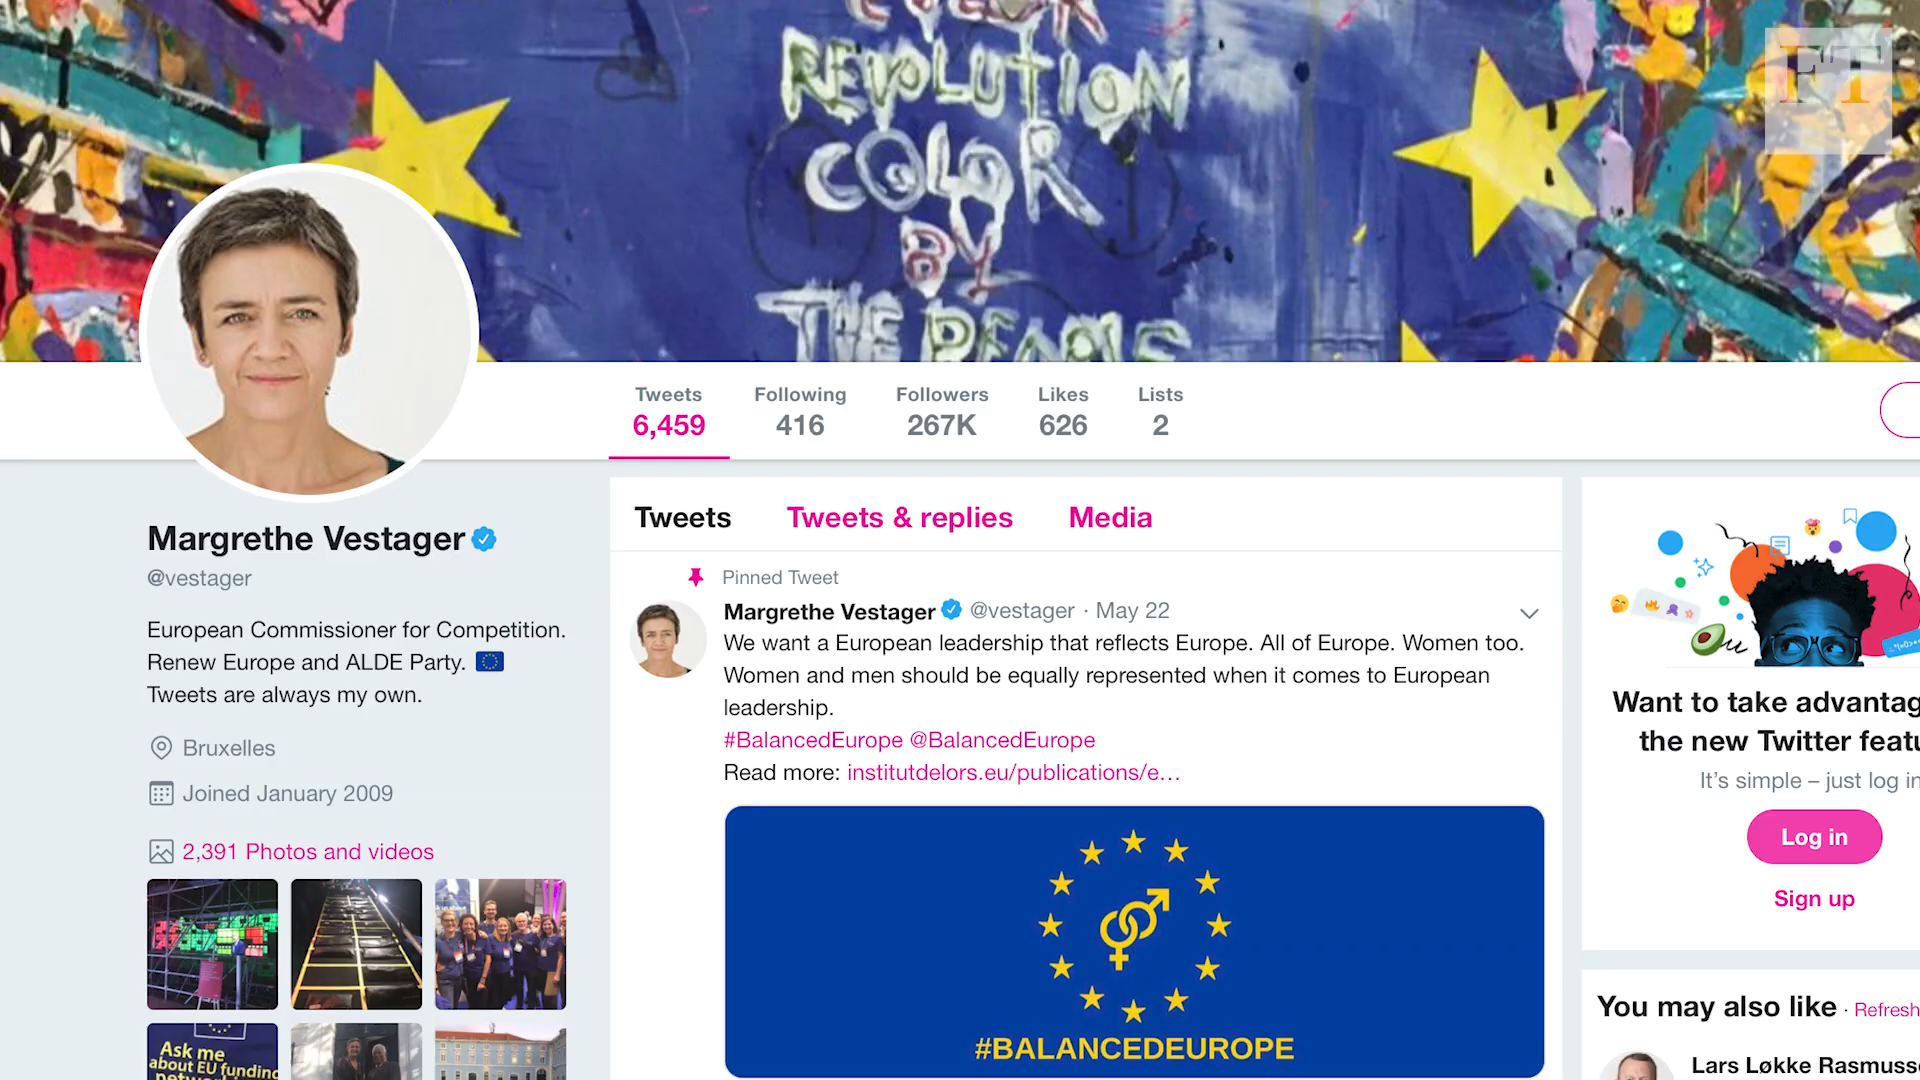 COLOR
REVOLUTION
COLOR
BY
THE PEOPLE
FT
Tweets
6,459
Following
416
Followers
267K
Likes
626
Lists
2
Margrethe Vestager
@vestager
European Commissioner for Competition.
Renew Europe and ALDE Party.
Tweets are always my own.
Bruxelles
Joined January 2009
2,391 Photos and videos
Ask me
about EU funding
Tweets Tweets & replies Media
Pinned Tweet
Margrethe Vestager @vestager · May 22
We want a European leadership that reflects Europe. All of Europe. Women too.
Women and men should be equally represented when it comes to European
leadership.
#BalancedEurope @BalancedEurope
Read more: institutdelors.eu/publications/e…
#BALANCEDEUROPE
Want to take advantag
the new Twitter featu
It's simple – just log in
Log in
Sign up
You may also like · Refresh
Lars Løkke Rasmuss